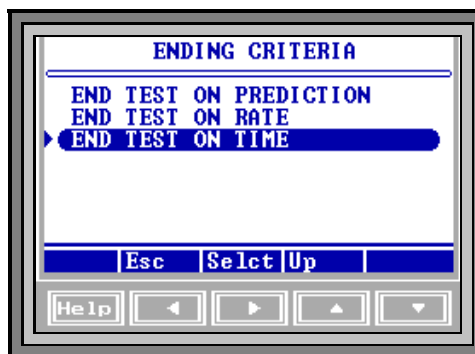 ENDING CRITERIA
END TEST ON PREDICTION
END TEST ON RATE
END TEST ON TIME
Esc Selct Up
Help